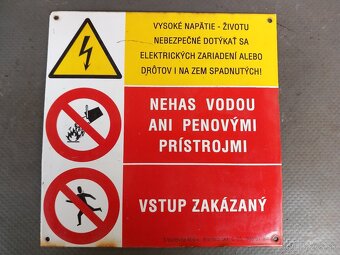 VYSOKÉ NAPÄTIE - ŽIVOTU
NEBEZPEČNÉ DOTÝKAŤ SA
ELEKTRICKÝCH ZARIADENÍ ALEBO
DRÔTOV I NA ZEM SPADNUTÝCH!
NEHAS VODOU
ANI PENOVÝMI
PRÍSTROJMI
VSTUP ZAKÁZANÝ